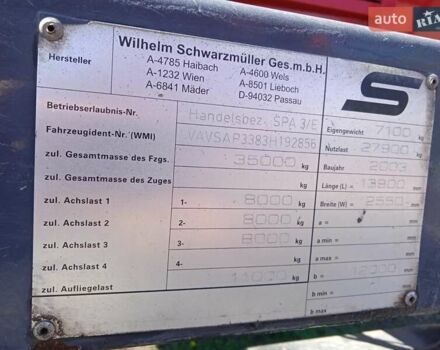 auto RIA
Hersteller
Wilhelm Schwarzmüller Ges.m.b.H.
A-4785 Haibach A-4600 Wels
A-1232 Wien A-8501 Lieboch
A-6841 Mäder D-94032 Passau
S
Betriebserlaubnis-Nr. Handelsbez. SPA 3/E
Fahrzeugident-Nr. (WMI) VAVSAP3383H192856
zul. Gesamtmasse des Fzgs. 35000 kg
zul. Gesamtmasse des Zuges kg
zul. Achslast 1 1- 8000 kg
zul. Achslast 2 2- 8000 kg
zul. Achslast 3 3- 8000 kg
zul. Achslast 4 4- kg
zul. Aufliegelast kg
Eigengewicht 7100 kg
Nutzlast 27900 kg
Baujahr 2003
Länge (L) = 13900 mm
Breite (W) = 2550 mm
a = mm
a min = mm
a max = mm
b = 12000 mm
b min = mm
b max = mm